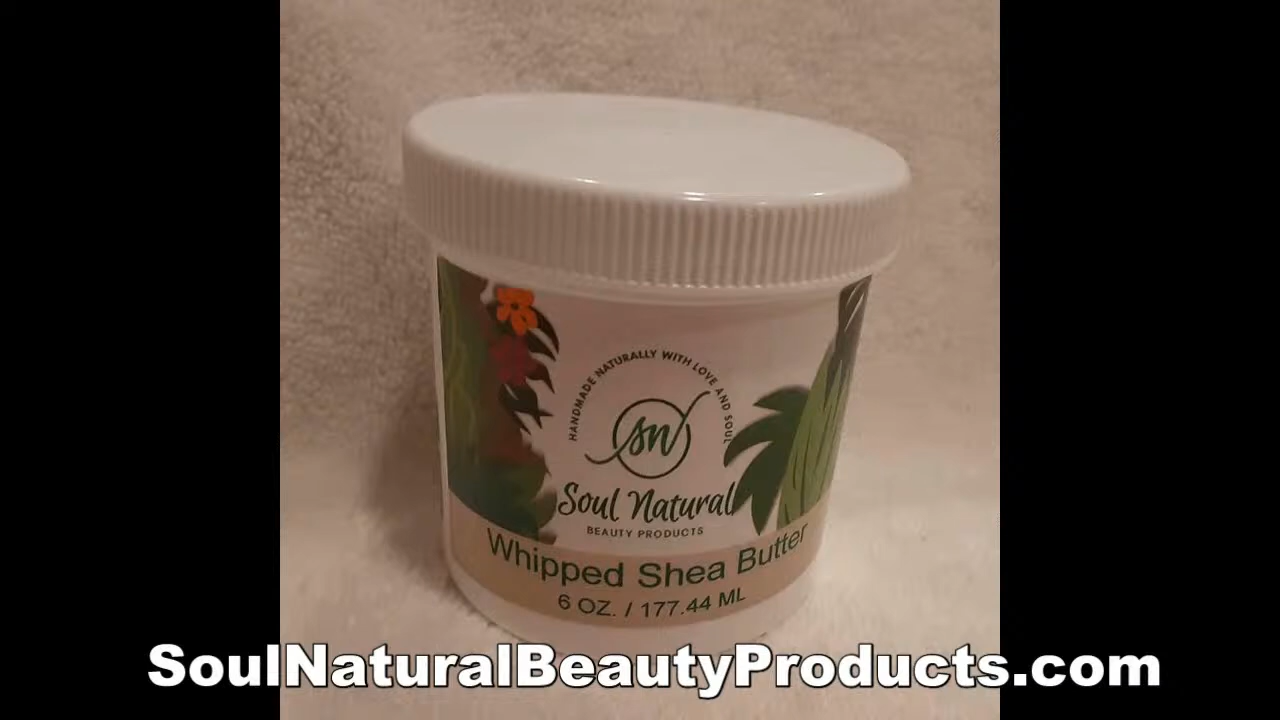 HANDMADE NATURALLY WITH LOVE AND SOUL
sn
Soul Natural
BEAUTY PRODUCTS
Whipped Shea Butter
6 OZ. / 177.44 ML
SoulNaturalBeautyProducts.com